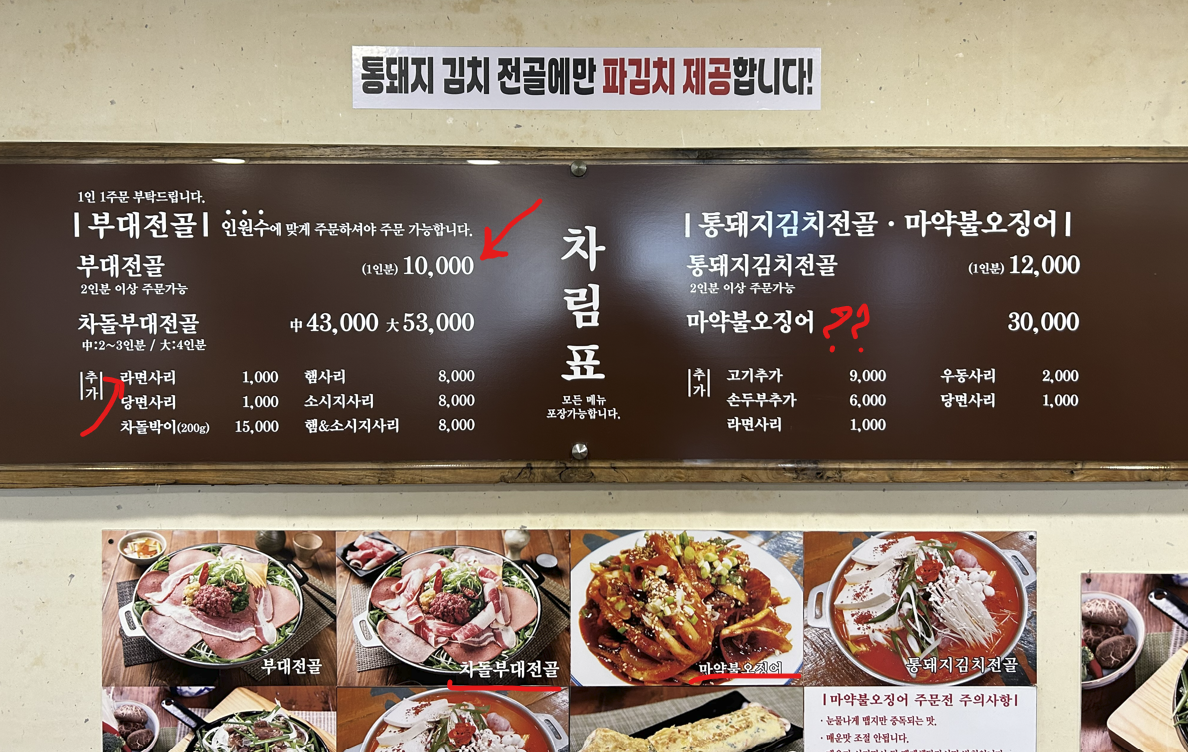 통돼지 김치 전골에만 파김치 제공합니다!
1인 1주문 부탁드립니다.
|부대전골| 인원수에 맞게 주문하셔야 주문 가능합니다.
부대전골 (1인분) 10,000
2인분 이상 주문가능
차돌부대전골 中 43,000 大 53,000
中:2~3인분 / 大:4인분
|추가|
라면사리 1,000 햄사리 8,000
당면사리 1,000 소시지사리 8,000
차돌박이(200g) 15,000 햄&소시지사리 8,000
차림표
모든 메뉴
포장가능합니다.
|통돼지김치전골 · 마약불오징어|
통돼지김치전골 (1인분) 12,000
2인분 이상 주문가능
마약불오징어 ?? 30,000
|추가|
고기추가 9,000 우동사리 2,000
손두부추가 6,000 당면사리 1,000
라면사리 1,000
부대전골
차돌부대전골
마약불오징어
통돼지김치전골
|마약불오징어 주문전 주의사항|
· 눈물나게 맵지만 중독되는 맛.
· 매운맛 조절 안됩니다.